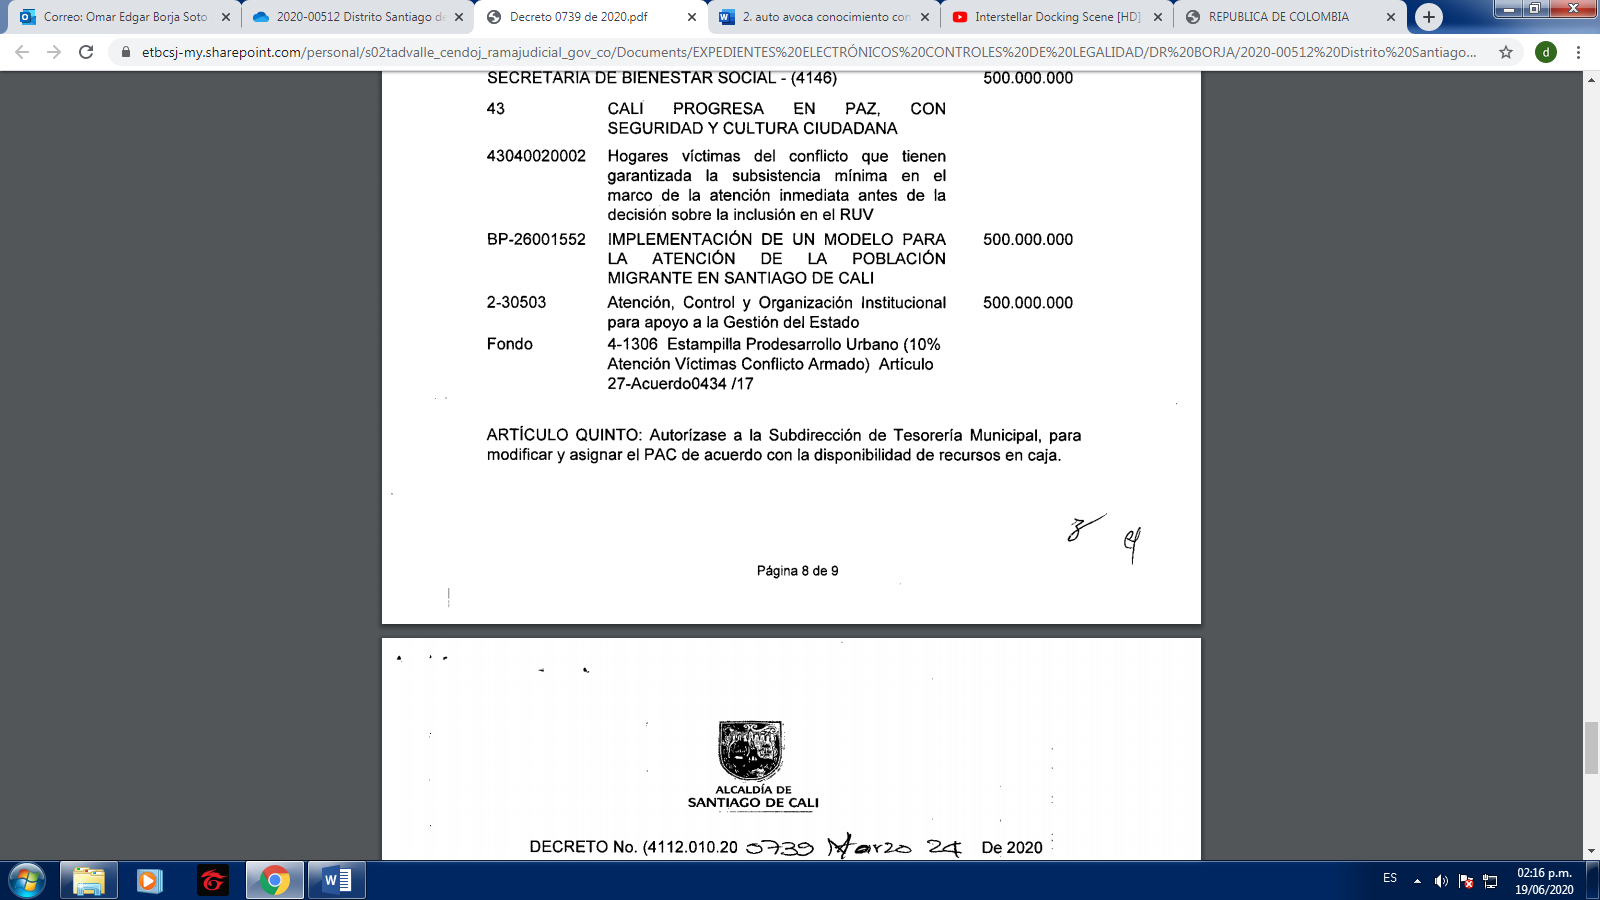 Correo: Omar Edgar Borja Soto
2020-00512 Distrito Santiago de
Decreto 0739 de 2020.pdf
2. auto avoca conocimiento con
Interstellar Docking Scene [HD]
REPUBLICA DE COLOMBIA
etbcsj-my.sharepoint.com/personal/s02tadvalle_cendoj_ramajudicial_gov_co/Documents/EXPEDIENTES%20ELECTRÓNICOS%20CONTROLES%20DE%20LEGALIDAD/DR%20BORJA/2020-00512%20Distrito%20Santiago...
d
SECRETARIA DE BIENESTAR SOCIAL - (4146) 500.000.000
43 CALI PROGRESA EN PAZ, CON
SEGURIDAD Y CULTURA CIUDADANA
43040020002 Hogares víctimas del conflicto que tienen
garantizada la subsistencia mínima en el
marco de la atención inmediata antes de la
decisión sobre la inclusión en el RUV
BP-26001552 IMPLEMENTACIÓN DE UN MODELO PARA 500.000.000
LA ATENCIÓN DE LA POBLACIÓN
MIGRANTE EN SANTIAGO DE CALI
2-30503 Atención, Control y Organización Institucional 500.000.000
para apoyo a la Gestión del Estado
Fondo 4-1306 Estampilla Prodesarrollo Urbano (10%
Atención Víctimas Conflicto Armado) Articulo
27-Acuerdo0434 /17
ARTÍCULO QUINTO: Autorízase a la Subdirección de Tesorería Municipal, para
modificar y asignar el PAC de acuerdo con la disponibilidad de recursos en caja.
Página 8 de 9
ALCALDÍA DE
SANTIAGO DE CALI
DECRETO No. (4112.010.20 0739 Marzo 24 De 2020
ES
02:16 p.m.
19/06/2020